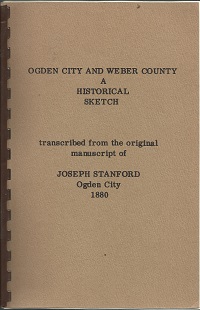 OGDEN CITY AND WEBER COUNTY
A
HISTORICAL
SKETCH
transcribed from the original
manuscript of
JOSEPH STANFORD
Ogden City
1880